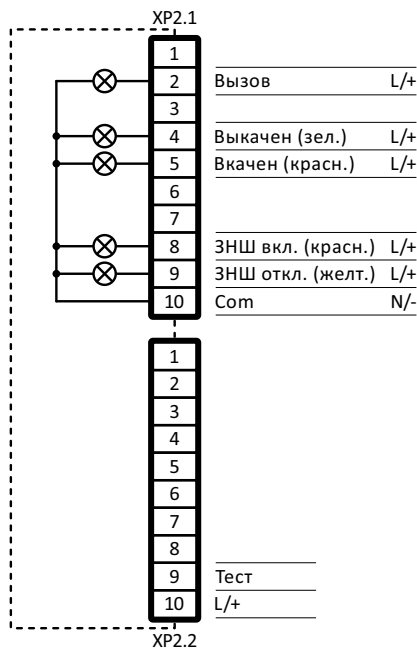 XP2.1
1
2 Вызов L/+
3
4 Выкачен (зел.) L/+
5 Вкачен (красн.) L/+
6
7
8 ЗНШ вкл. (красн.) L/+
9 ЗНШ откл. (желт.) L/+
10 Com N/-
1
2
3
4
5
6
7
8
9 Тест
10 L/+
XP2.2